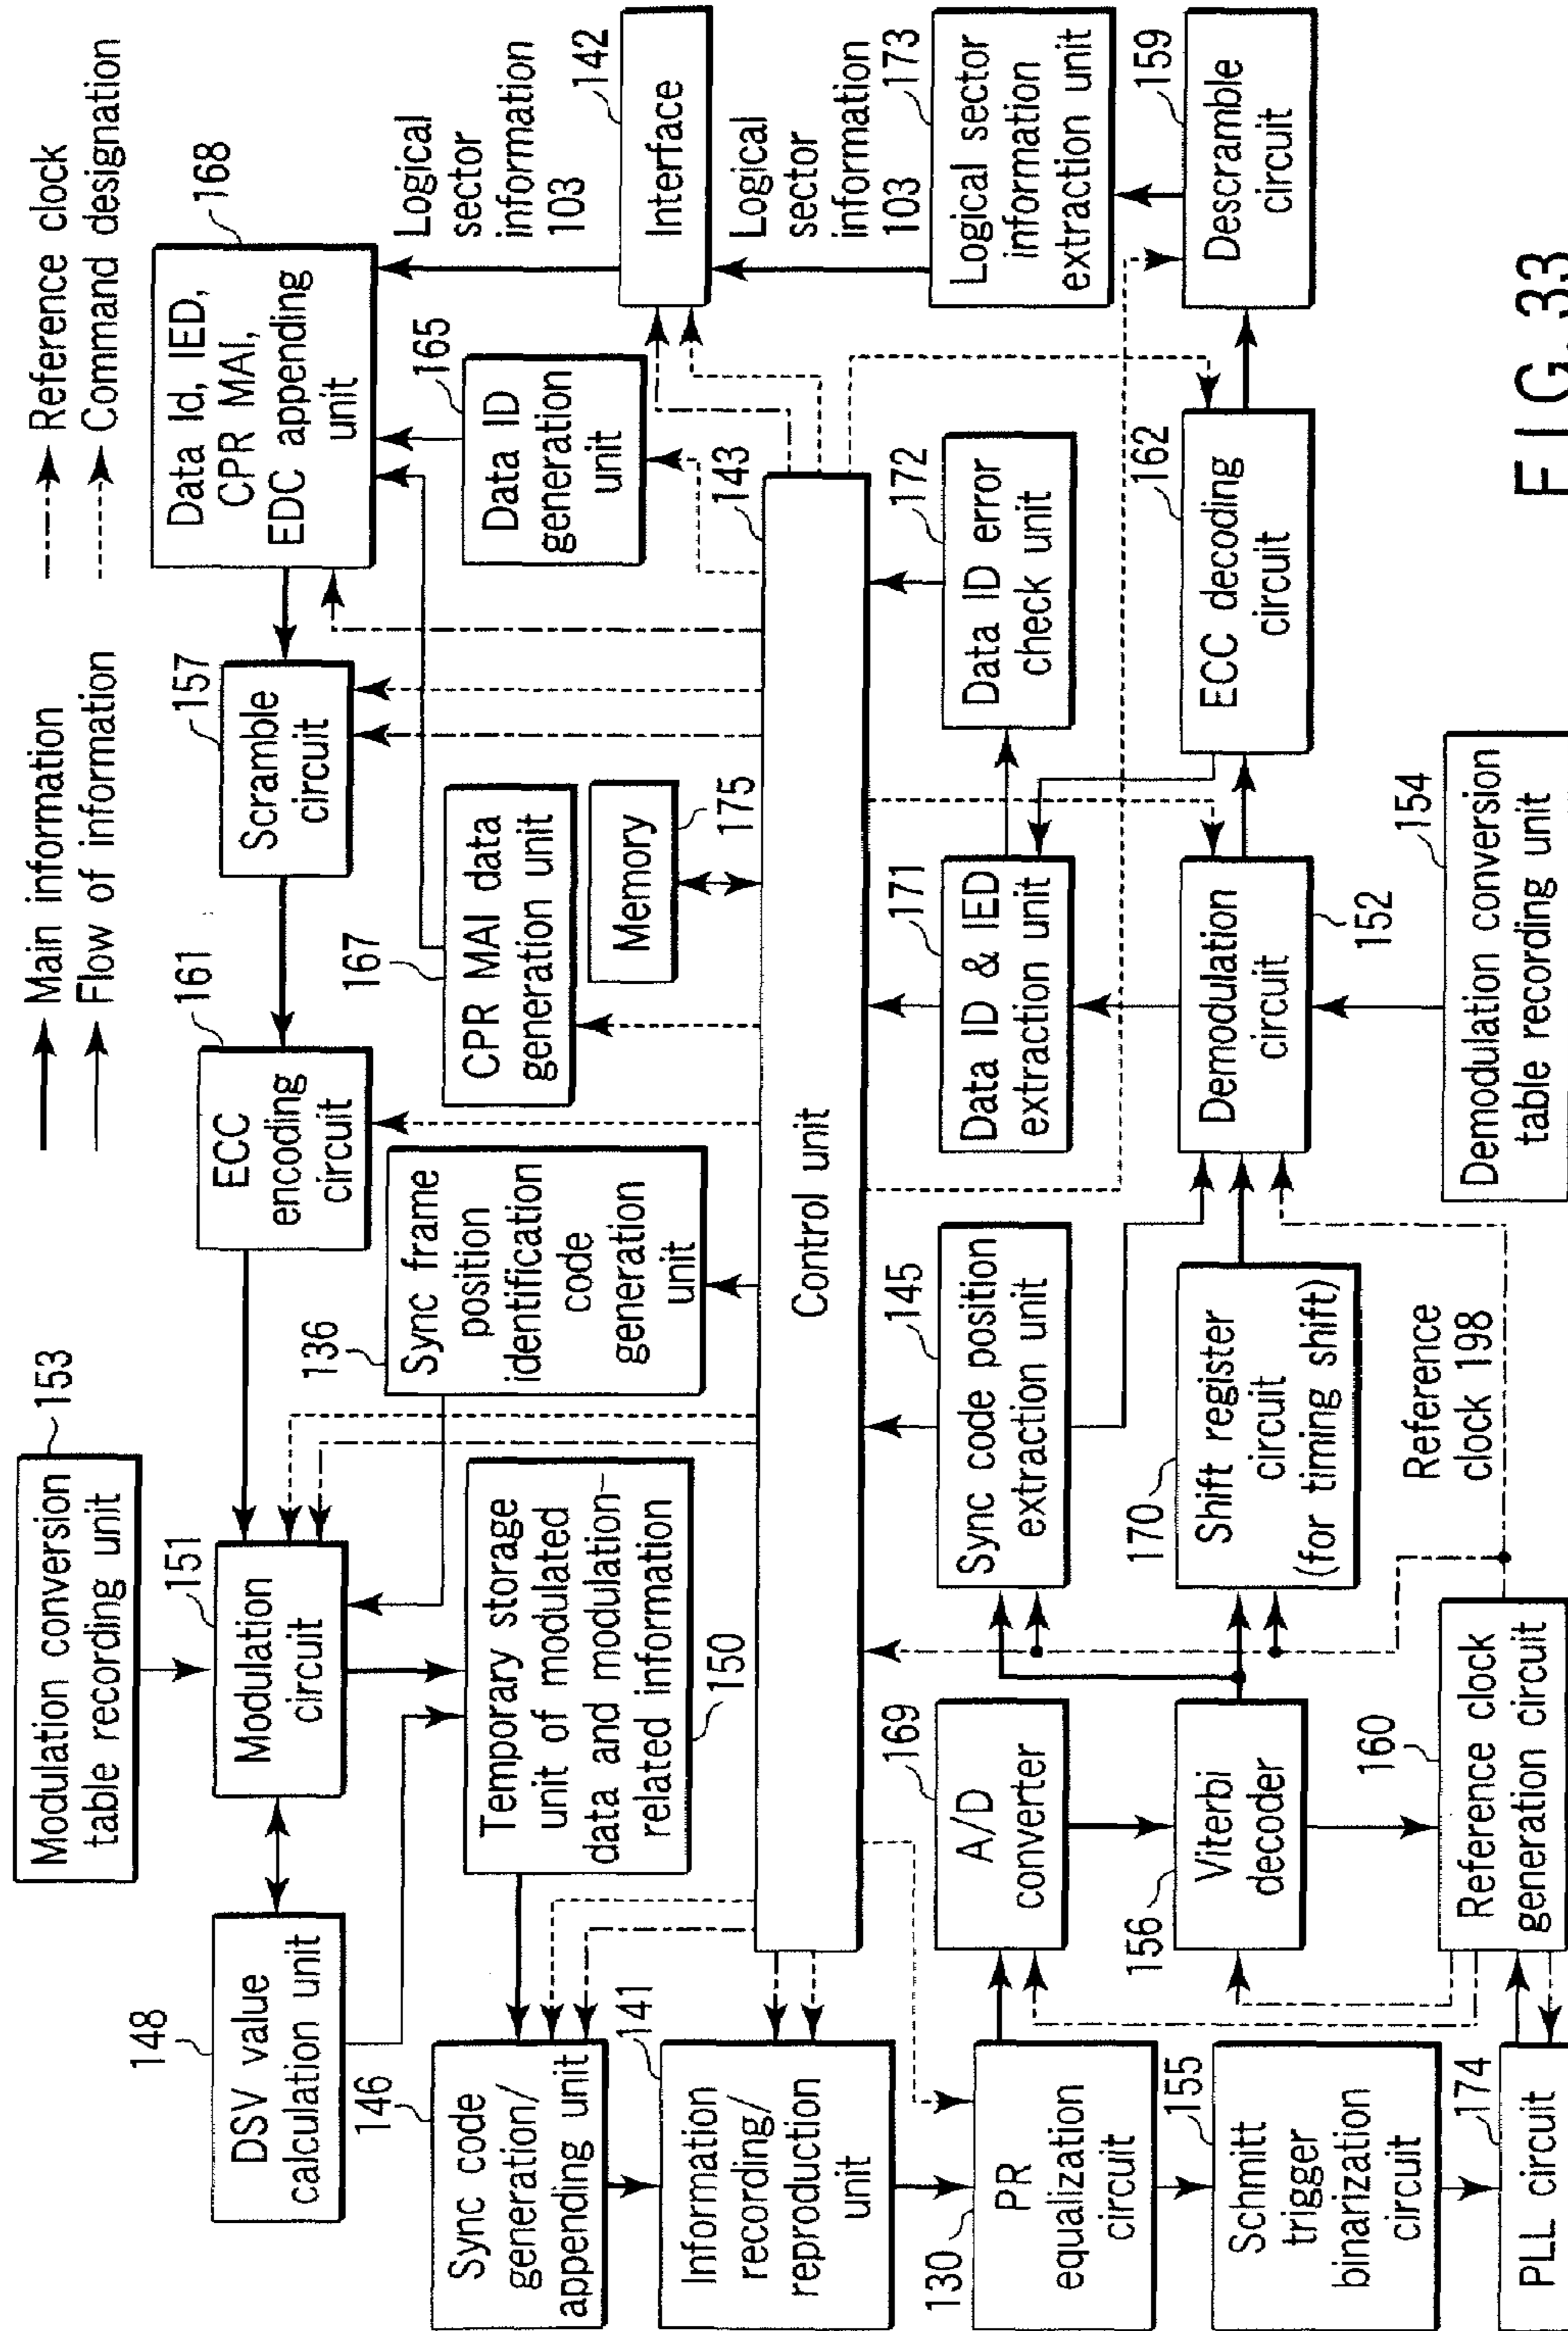 Main information
Flow of information
Reference clock
Command designation
153
Modulation conversion
table recording unit
148
DSV value
calculation unit
151
Modulation
circuit
161
ECC
encoding
circuit
157
Scramble
circuit
168
Data Id, IED,
CPR MAI,
EDC appending
unit
146
Sync code
generation/
appending unit
Temporary storage
unit of modulated
data and modulation-
related information
150
136
Sync frame
position
identification
code
generation
unit
167
CPR MAI data
generation unit
Memory
175
165
Data ID
generation
unit
Logical
sector
information
103
142
Interface
141
Information
recording/
reproduction
unit
143
Control unit
Logical
sector
information
103
130
PR
equalization
circuit
169
A/D
converter
145
Sync code position
extraction unit
171
Data ID & IED
extraction unit
172
Data ID error
check unit
173
Logical sector
information
extraction unit
155
Schmitt
trigger
binarization
circuit
156
Viterbi
decoder
170
Shift register
circuit
(for timing shift)
Demodulation
circuit
152
162
ECC decoding
circuit
159
Descramble
circuit
174
PLL circuit
160
Reference clock
generation circuit
Reference
clock 198
154
Demodulation conversion
table recording unit
FIG. 33